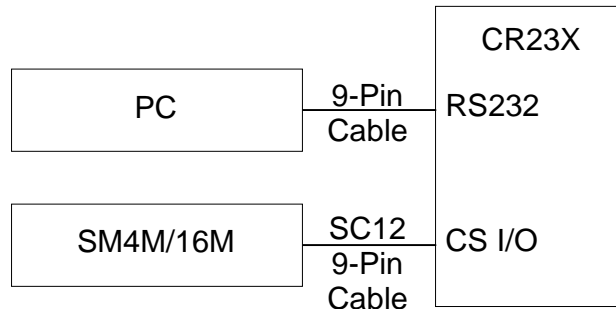 CR23X
PC
9-Pin
Cable
RS232
SM4M/16M
SC12
9-Pin
Cable
CS I/O